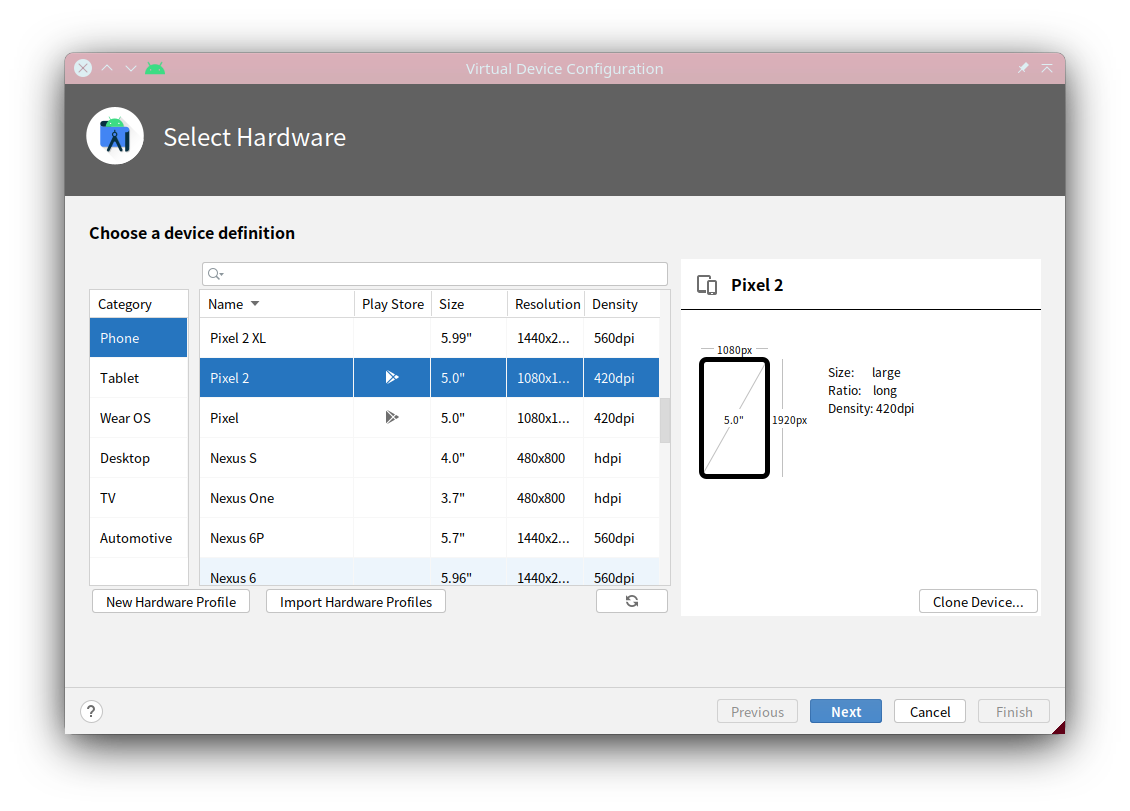 Virtual Device Configuration
Select Hardware
Choose a device definition
Category
Phone
Tablet
Wear OS
Desktop
TV
Automotive
Name Play Store Size Resolution Density
Pixel 2 XL 5.99" 1440x2... 560dpi
Pixel 2 5.0" 1080x1... 420dpi
Pixel 5.0" 1080x1... 420dpi
Nexus S 4.0" 480x800 hdpi
Nexus One 3.7" 480x800 hdpi
Nexus 6P 5.7" 1440x2... 560dpi
Nexus 6 5.96" 1440x2... 560dpi
New Hardware Profile Import Hardware Profiles
Pixel 2
1080px
5.0"
1920px
Size: large
Ratio: long
Density: 420dpi
Clone Device...
? Previous Next Cancel Finish